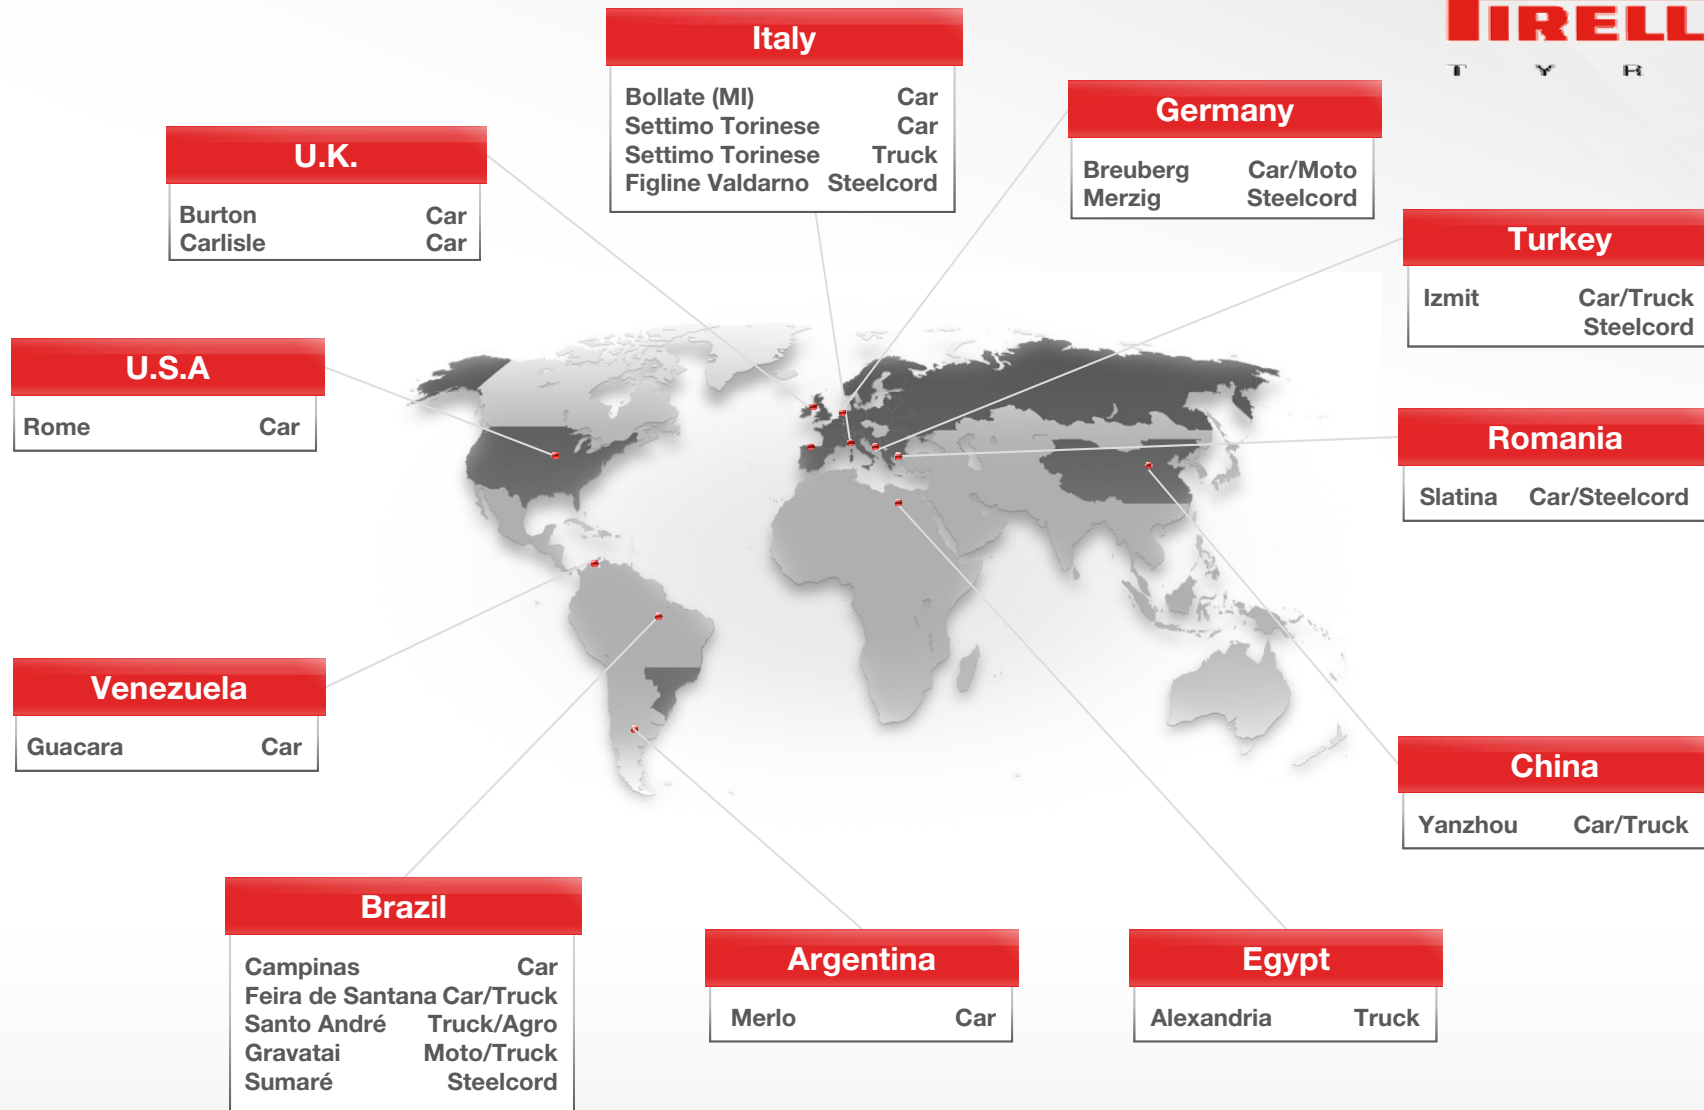 PIRELL
T Y R
Italy
Bollate (MI) Car
Settimo Torinese Car
Settimo Torinese Truck
Figline Valdarno Steelcord
Germany
Breuberg Car/Moto
Merzig Steelcord
U.K.
Burton Car
Carlisle Car
Turkey
Izmit Car/Truck
Steelcord
U.S.A
Rome Car
Romania
Slatina Car/Steelcord
Venezuela
Guacara Car
China
Yanzhou Car/Truck
Brazil
Campinas Car
Feira de Santana Car/Truck
Santo André Truck/Agro
Gravatai Moto/Truck
Sumaré Steelcord
Argentina
Merlo Car
Egypt
Alexandria Truck